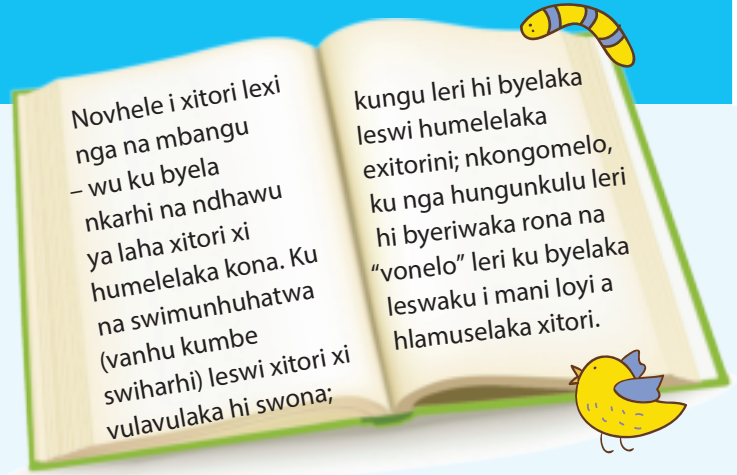 Novhele i xitori lexi
nga na mbangu
– wu ku byela
nkarhi na ndhawu
ya laha xitori xi
humelelaka kona. Ku
na swimunhuhatwa
(vanhu kumbe
swiharhi) leswi xitori xi
vulavulaka hi swona;
kungu leri hi byelaka
leswi humelelaka
exitorini; nkongomelo,
ku nga hungunkulu leri
hi byeriwaka rona na
“vonelo” leri ku byelaka
leswaku i mani loyi a
hlamuselaka xitori.